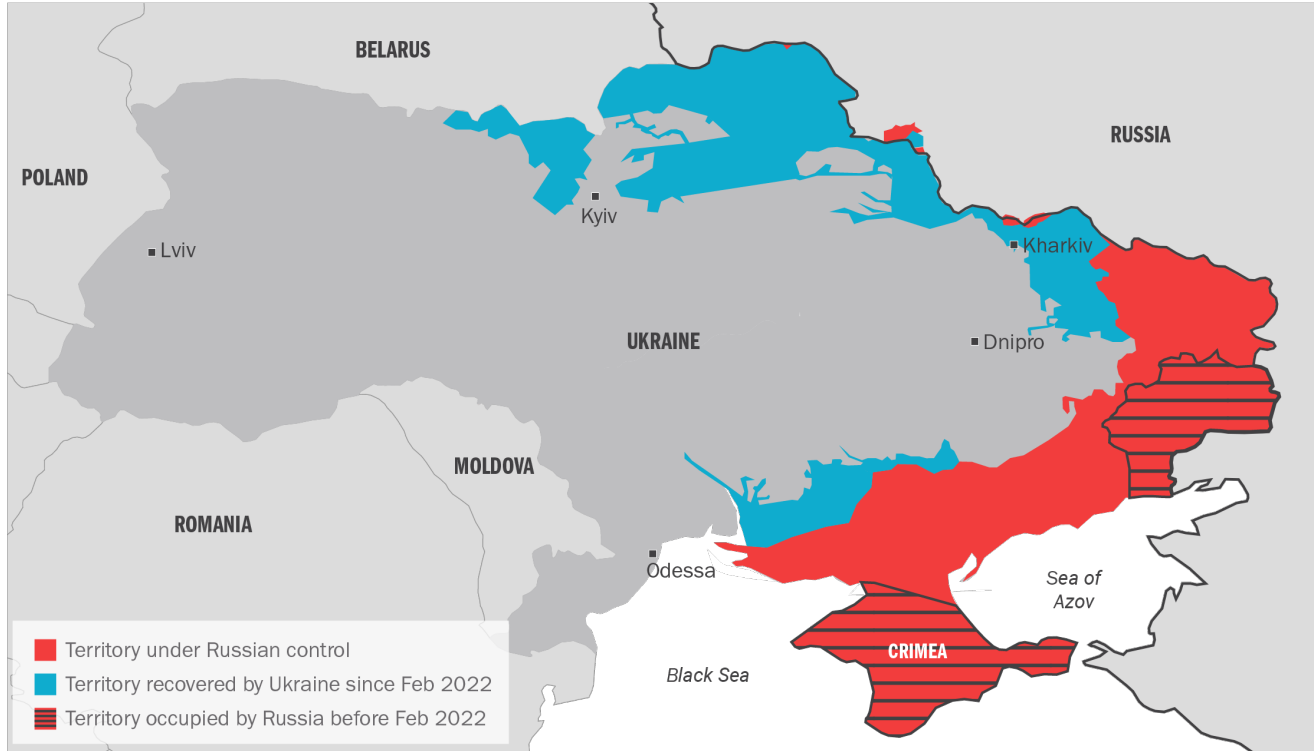 BELARUS
RUSSIA
POLAND
Kyiv
Lviv
Kharkiv
UKRAINE
Dnipro
MOLDOVA
ROMANIA
Odessa
Sea of
Azov
CRIMEA
Black Sea
Territory under Russian control
Territory recovered by Ukraine since Feb 2022
Territory occupied by Russia before Feb 2022